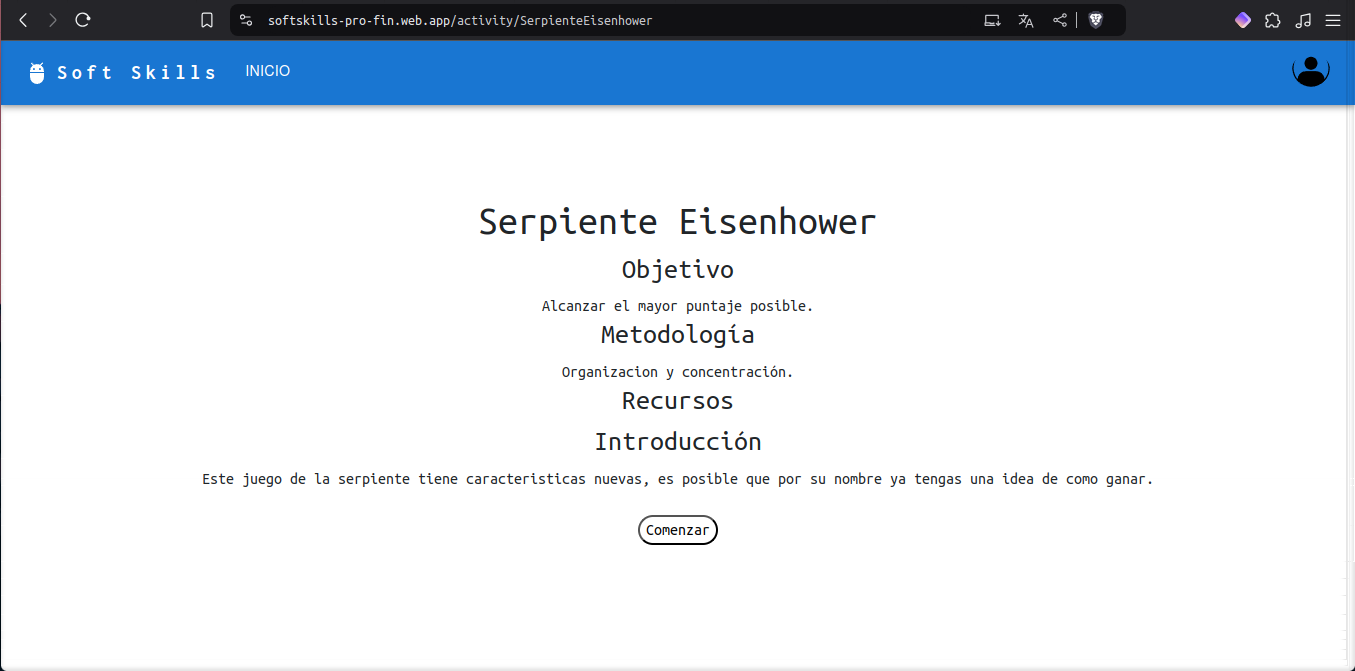 softskills-pro-fin.web.app/activity/SerpienteEisenhower
Soft Skills INICIO
Serpiente Eisenhower
Objetivo
Alcanzar el mayor puntaje posible.
Metodología
Organizacion y concentración.
Recursos
Introducción
Este juego de la serpiente tiene caracteristicas nuevas, es posible que por su nombre ya tengas una idea de como ganar.
Comenzar